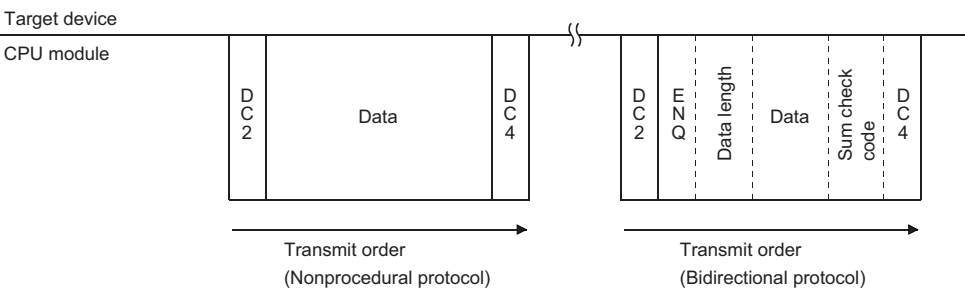 Target device
CPU module
DC2
Data
DC4
DC2
ENQ
Data length
Data
Sum check
code
DC4
Transmit order
(Nonprocedural protocol)
Transmit order
(Bidirectional protocol)